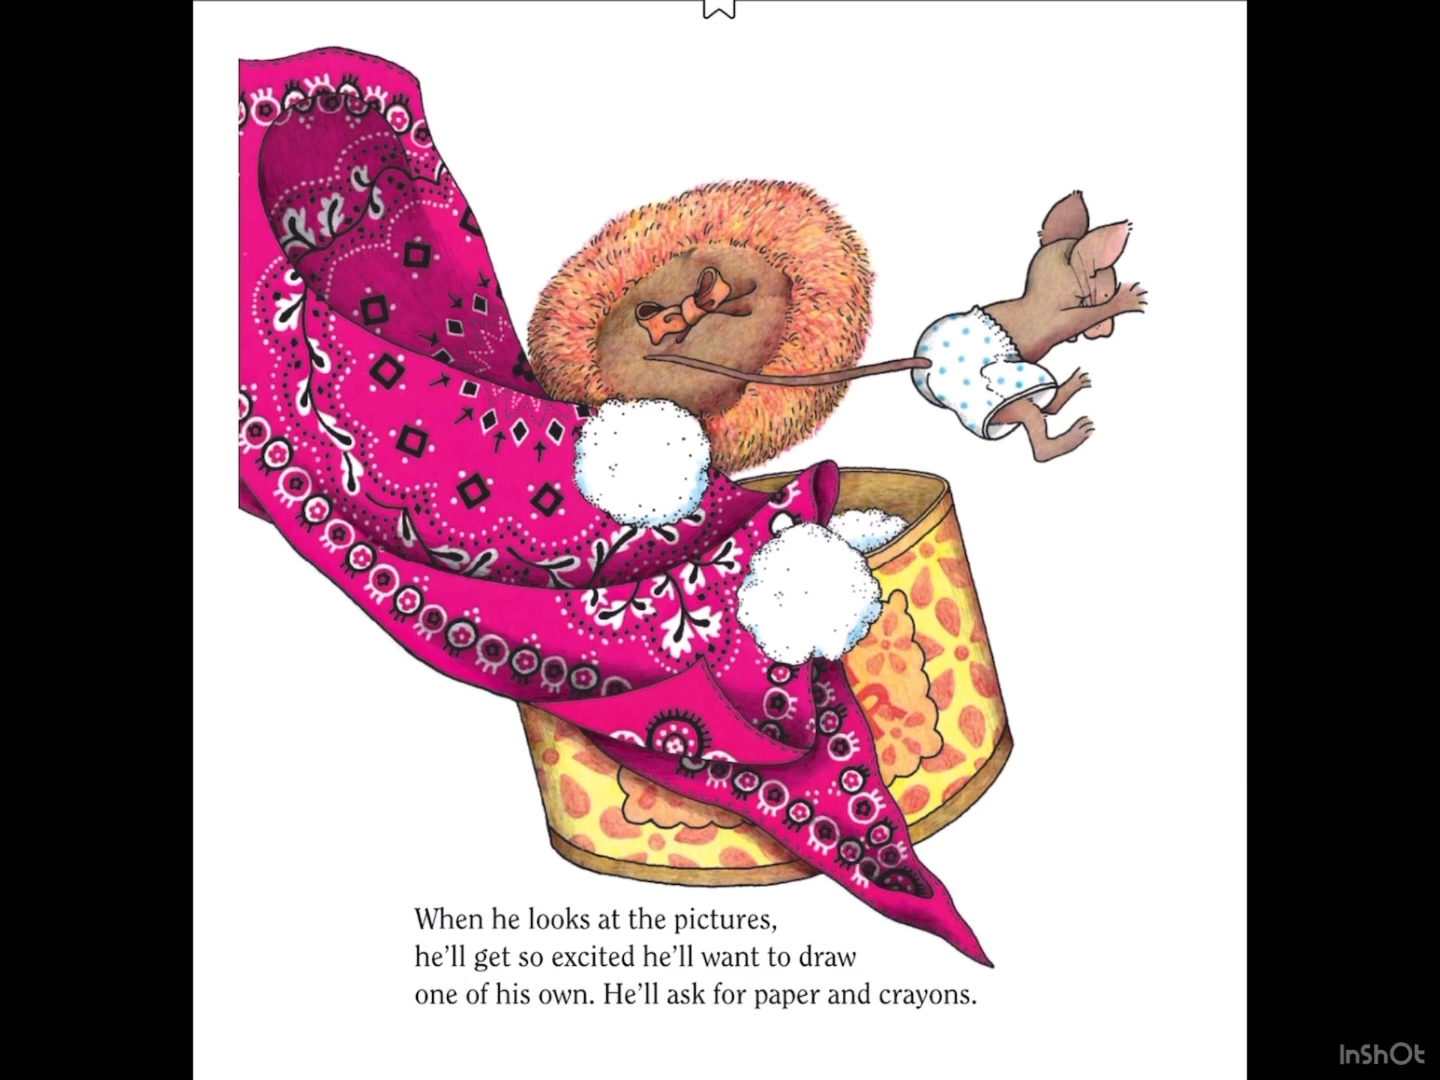 When he looks at the pictures,
he’ll get so excited he’ll want to draw
one of his own. He’ll ask for paper and crayons.
InShOt